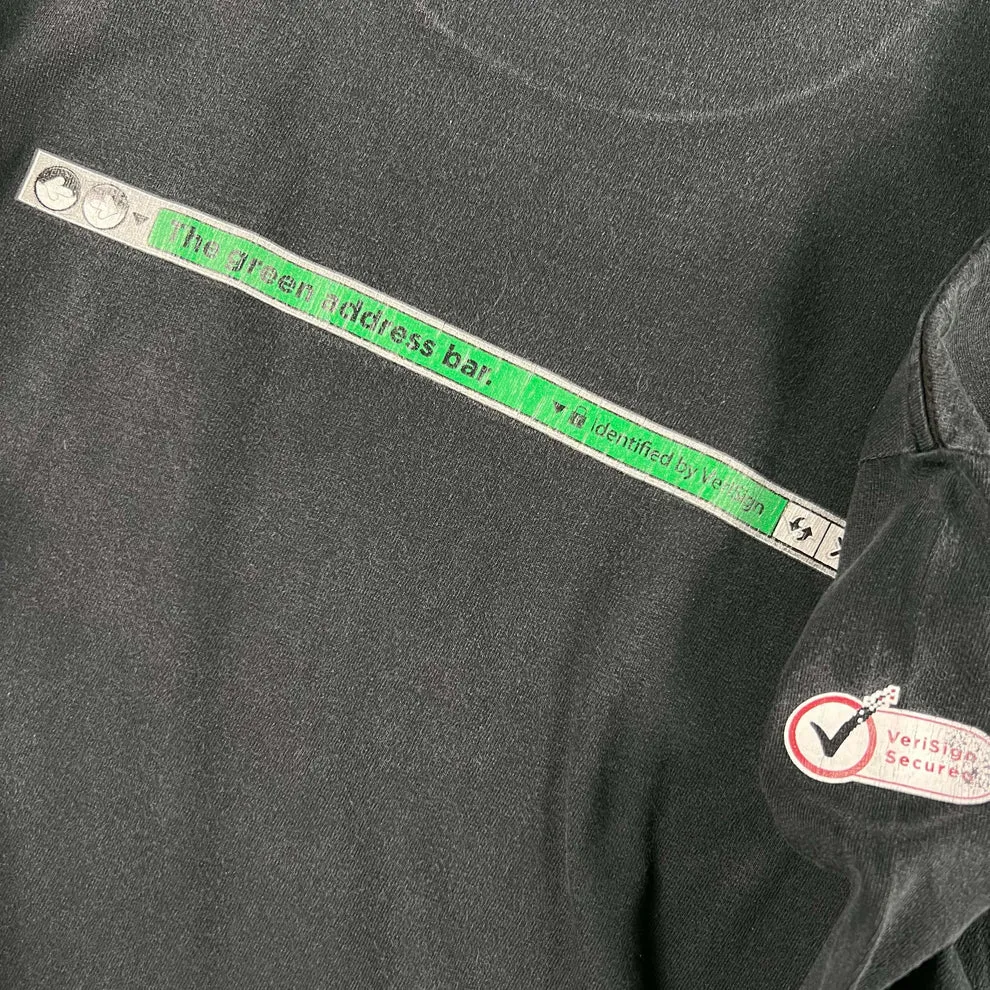 The green address bar.
Identified by VeriSign
VeriSign
Secured